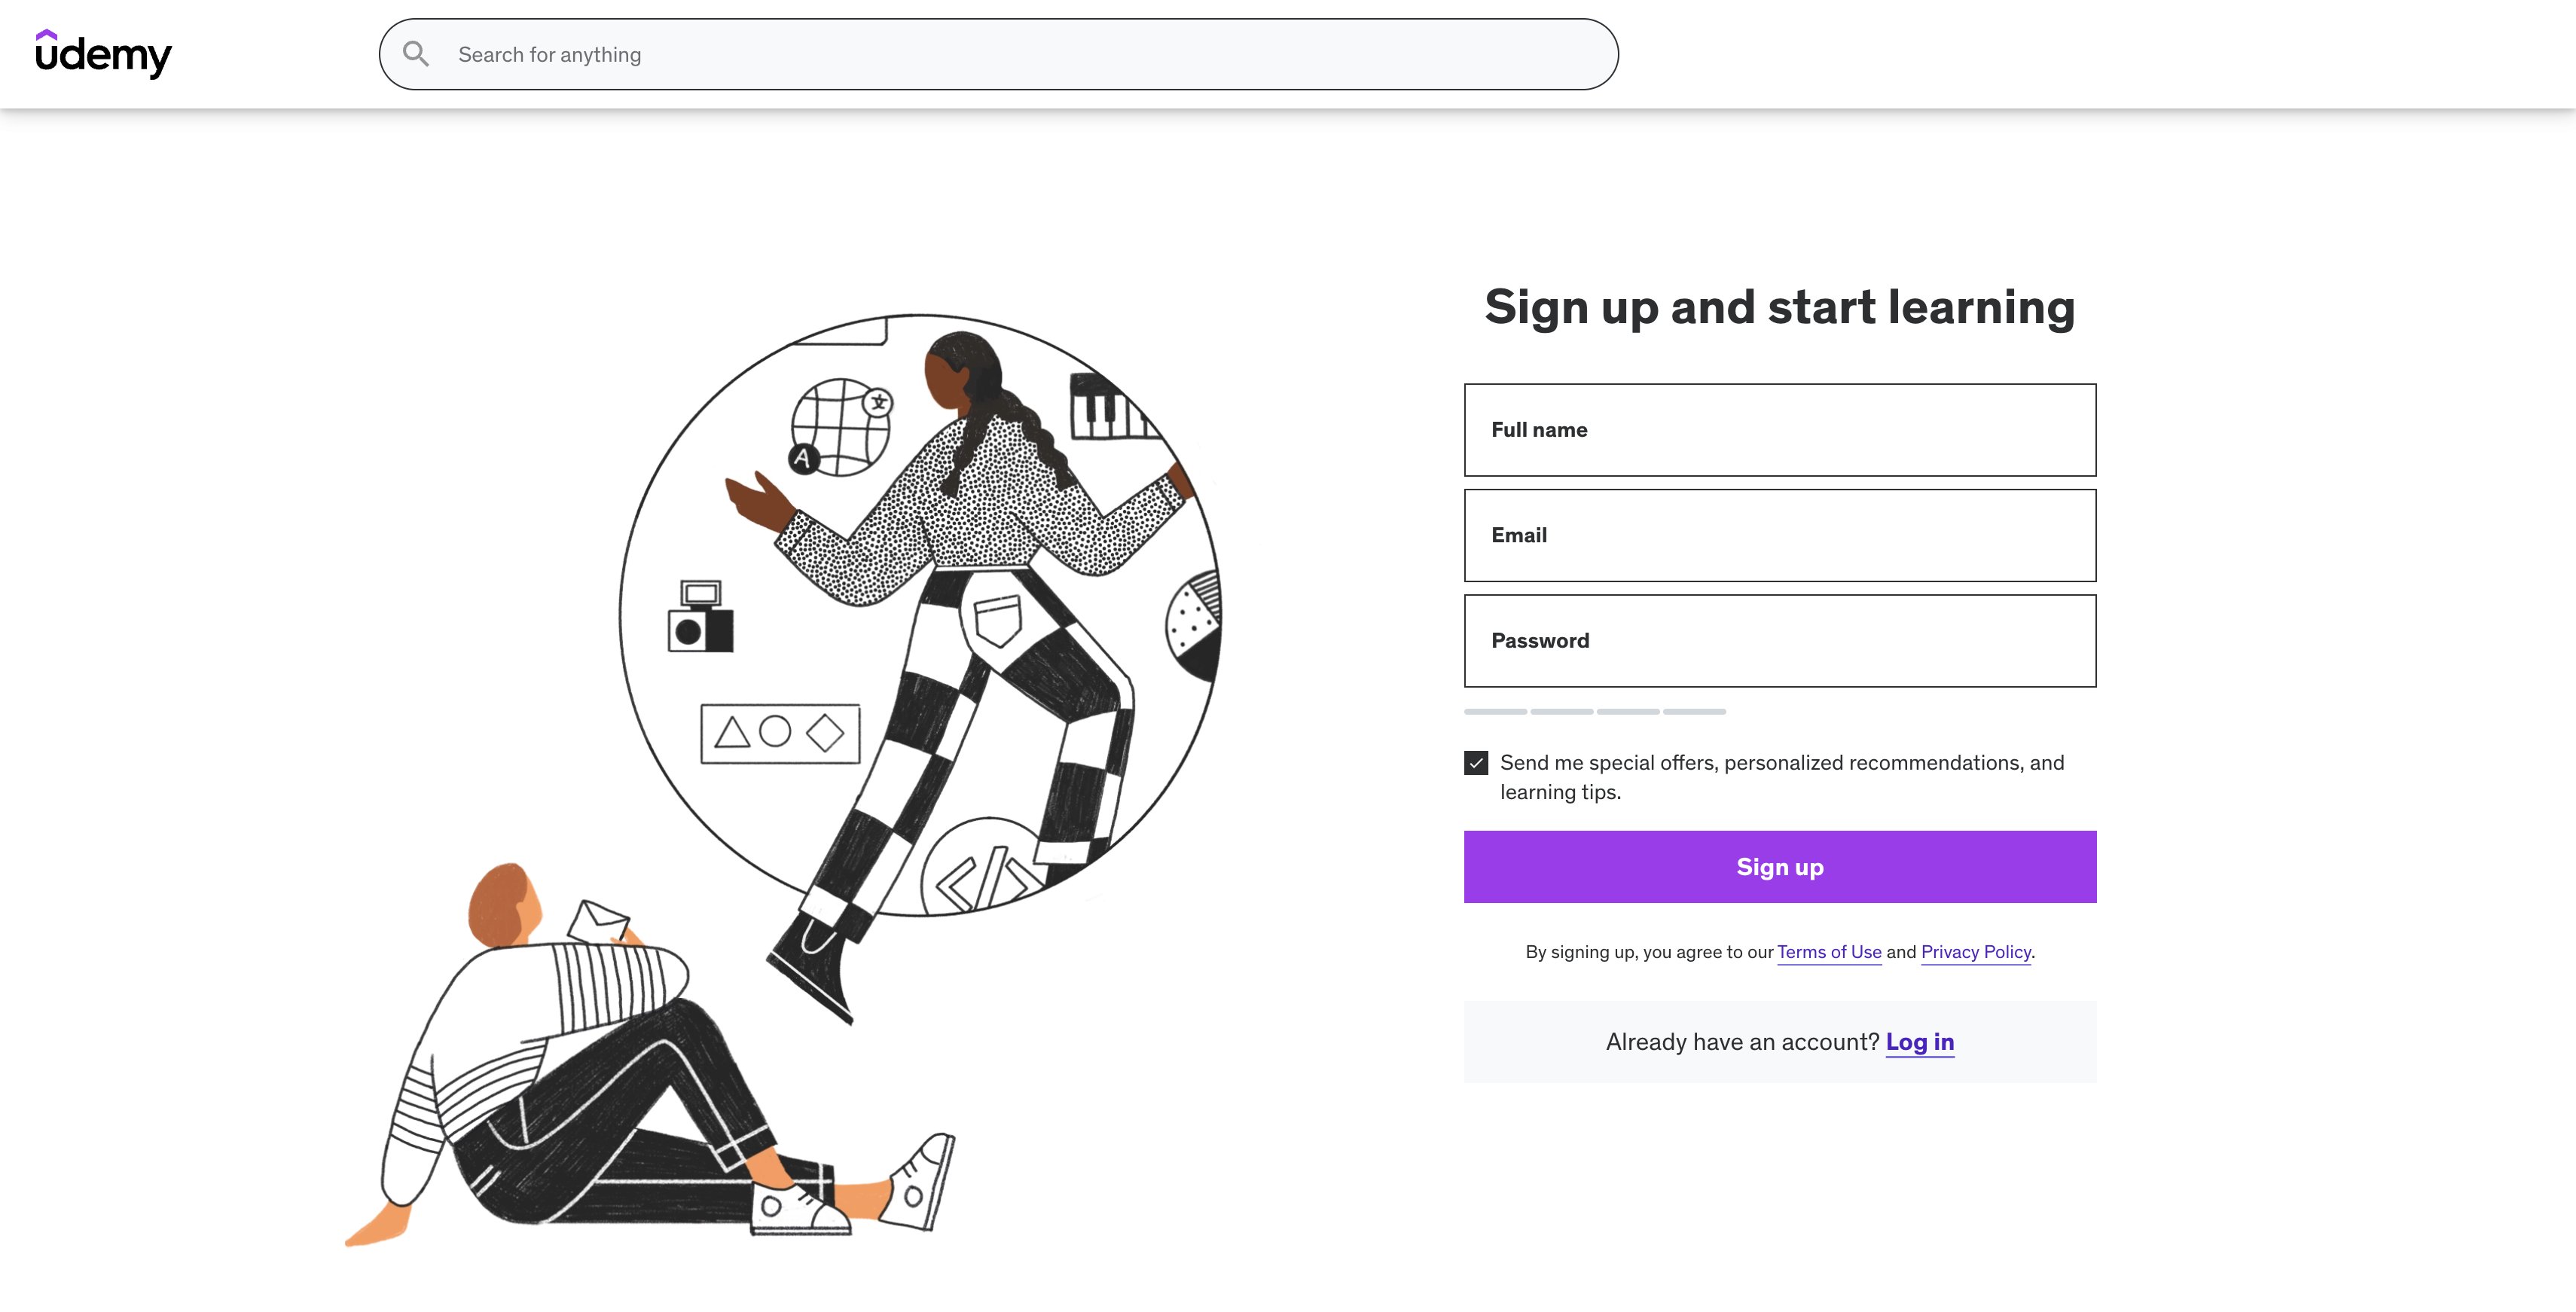 udemy
Search for anything
Sign up and start learning
文
A
Full name
Email
Password
Send me special offers, personalized recommendations, and
learning tips.
Sign up
By signing up, you agree to our Terms of Use and Privacy Policy.
Already have an account? Log in